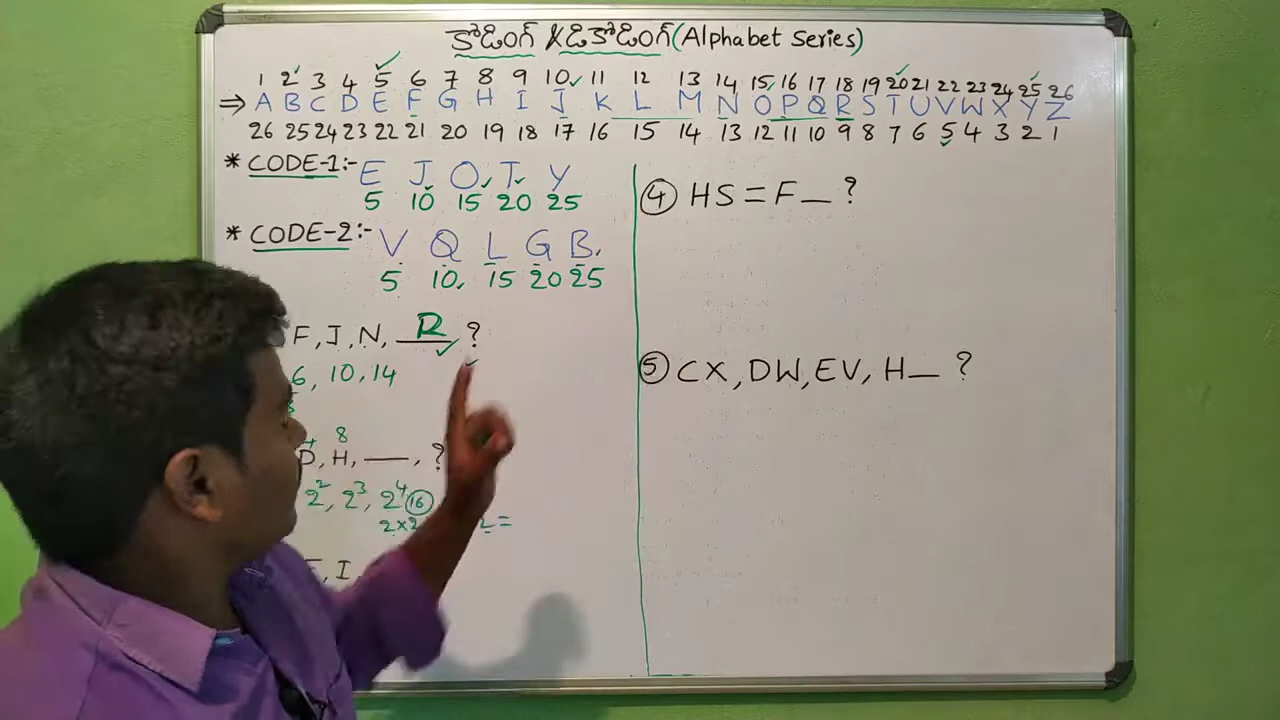 కోడింగ్ & డికోడింగ్ (Alphabet Series)
1 2 3 4 5 6 7 8 9 10 11 12 13 14 15 16 17 18 19 20 21 22 23 24 25 26
⇒ A B C D E F G H I J K L M N O P Q R S T U V W X Y Z
26 25 24 23 22 21 20 19 18 17 16 15 14 13 12 11 10 9 8 7 6 5 4 3 2 1
* CODE-1:- E J O T Y
5 10 15 20 25
* CODE-2:- V Q L G B
5 10 15 20 25
F, J, N, R ?
6, 10, 14
8
D, H, __, ?
2², 2³, 2⁴ 16
2×2 2 =
, I,
④ HS = F _ ?
⑤ CX, DW, EV, H_ ?